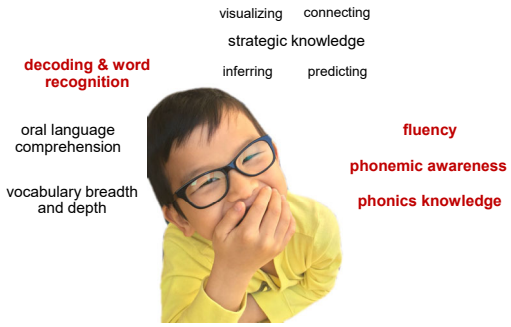 visualizing connecting
strategic knowledge
inferring predicting
decoding & word
recognition
oral language
comprehension
vocabulary breadth
and depth
fluency
phonemic awareness
phonics knowledge